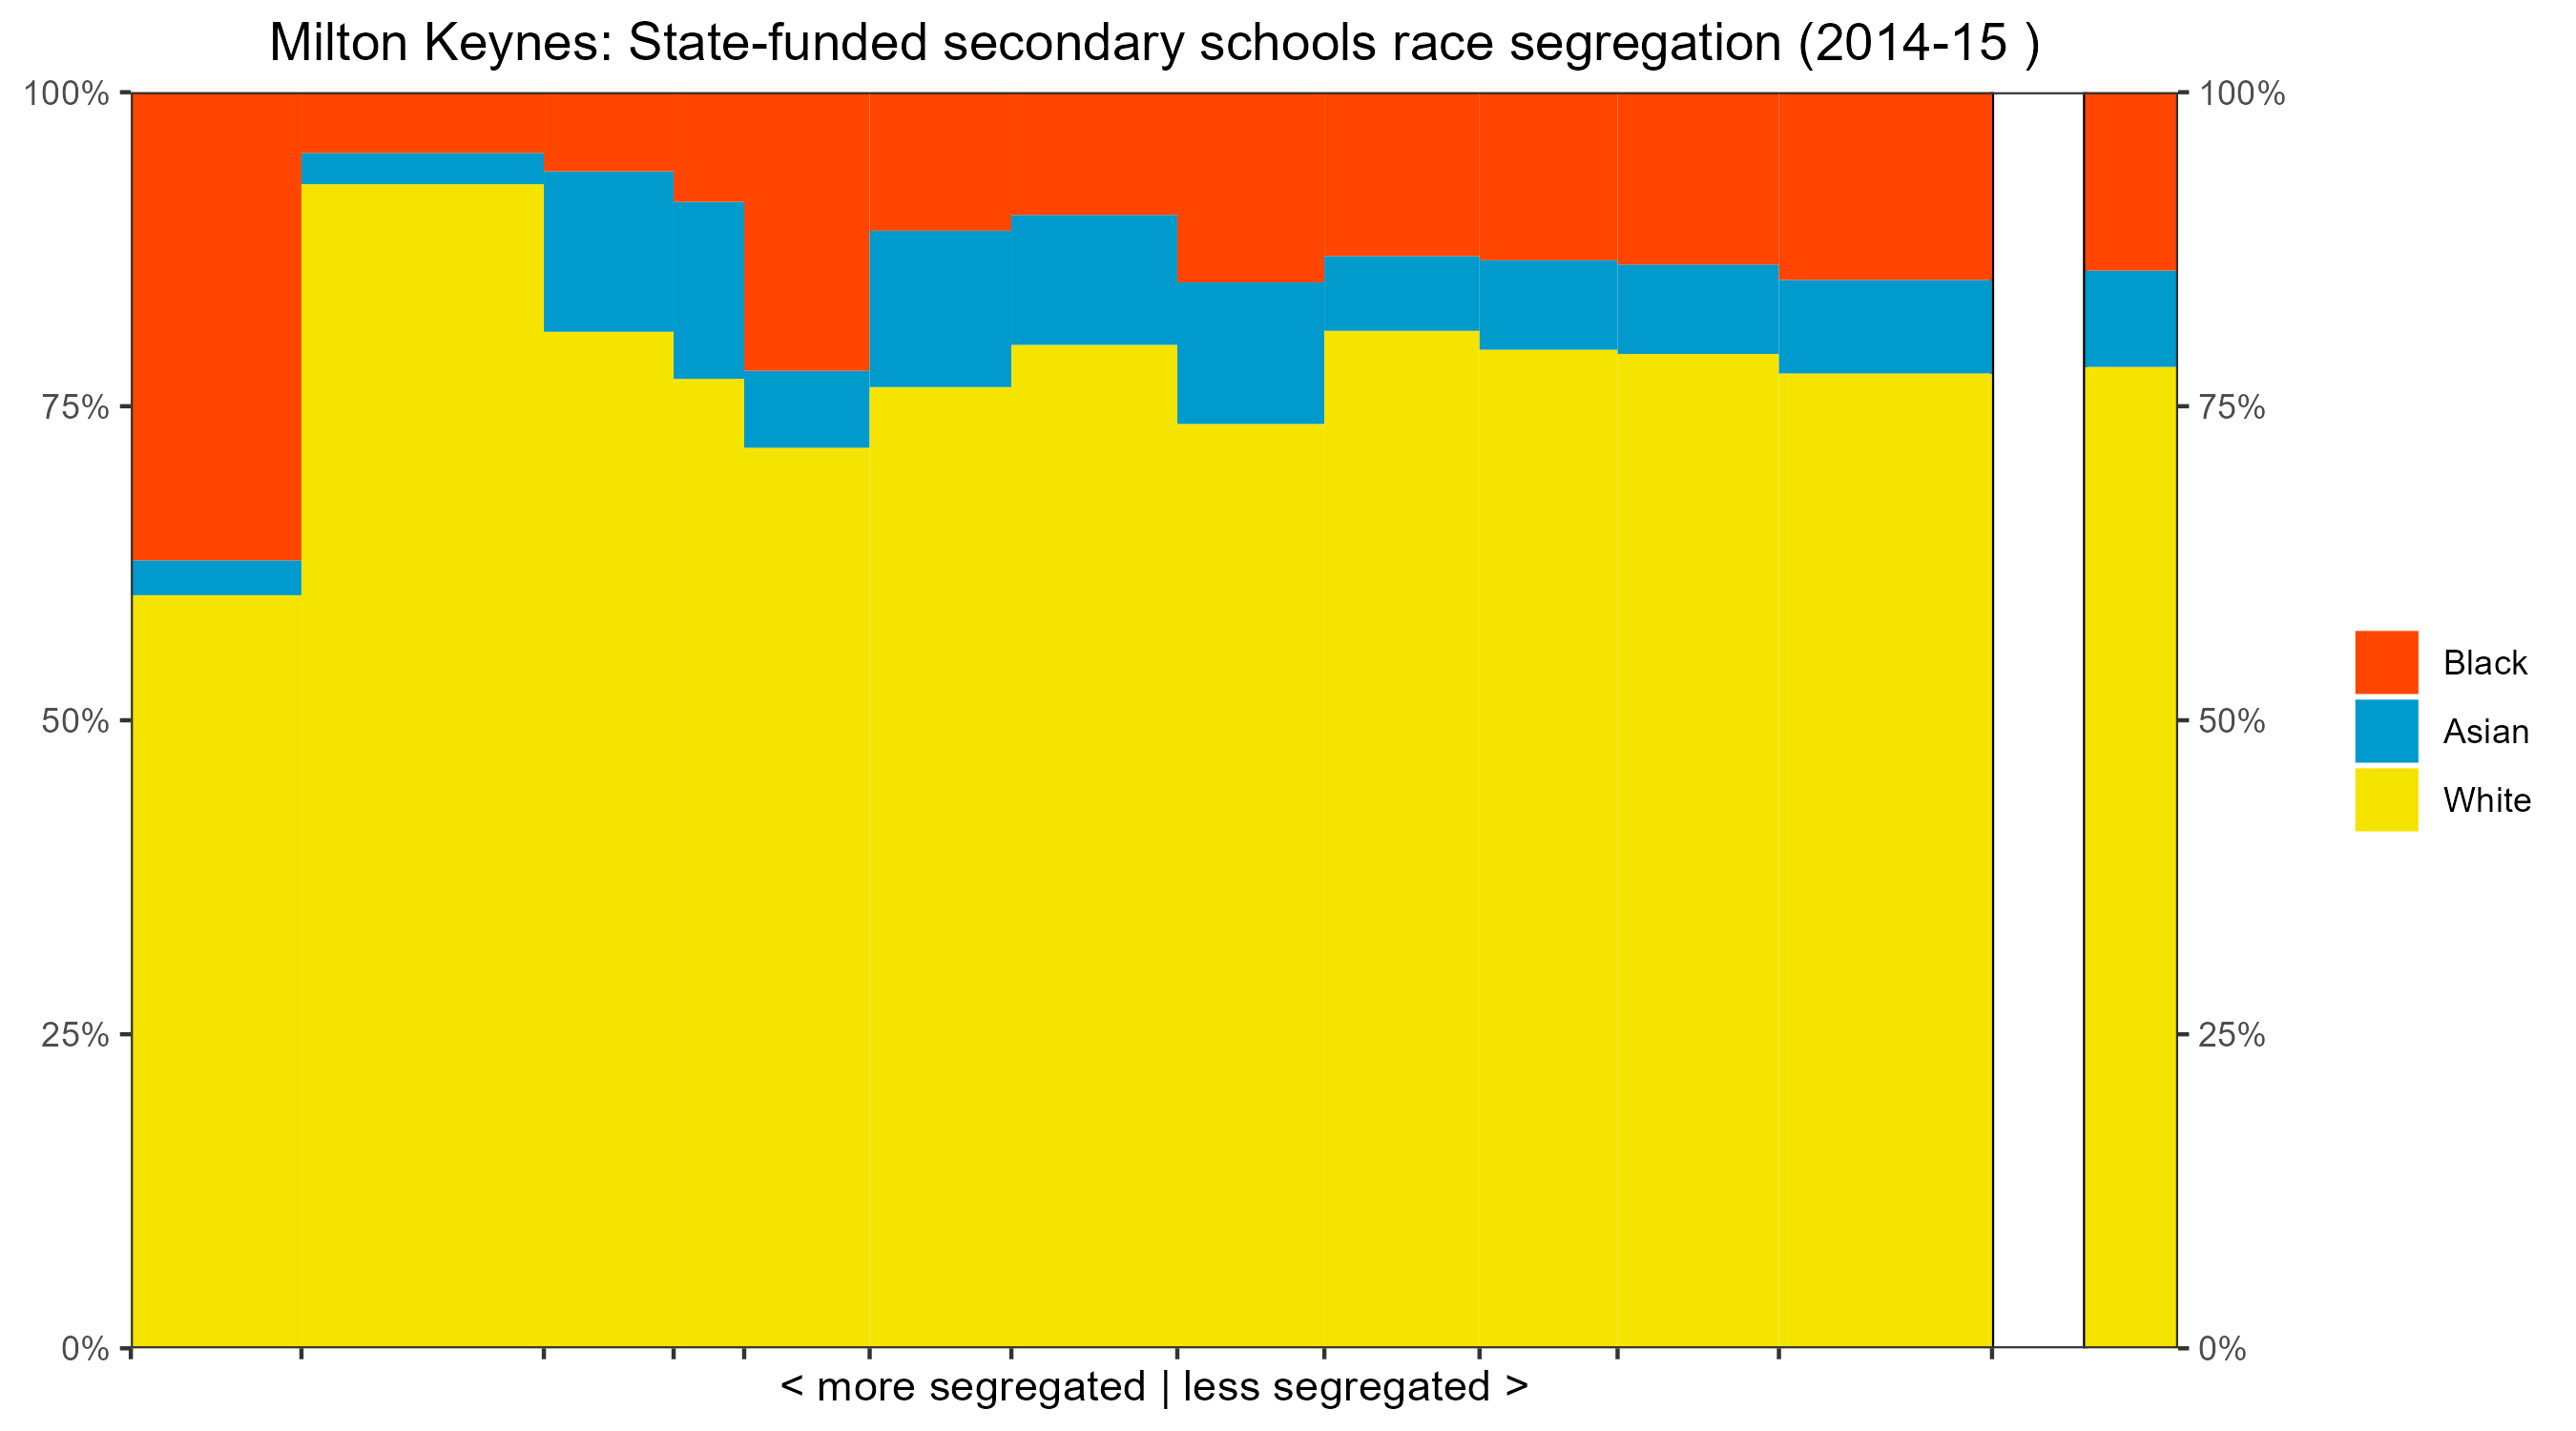 Milton Keynes: State-funded secondary schools race segregation (2014-15 )
100%
75%
50%
25%
0%
100%
75%
50%
25%
0%
Black
Asian
White
< more segregated | less segregated >